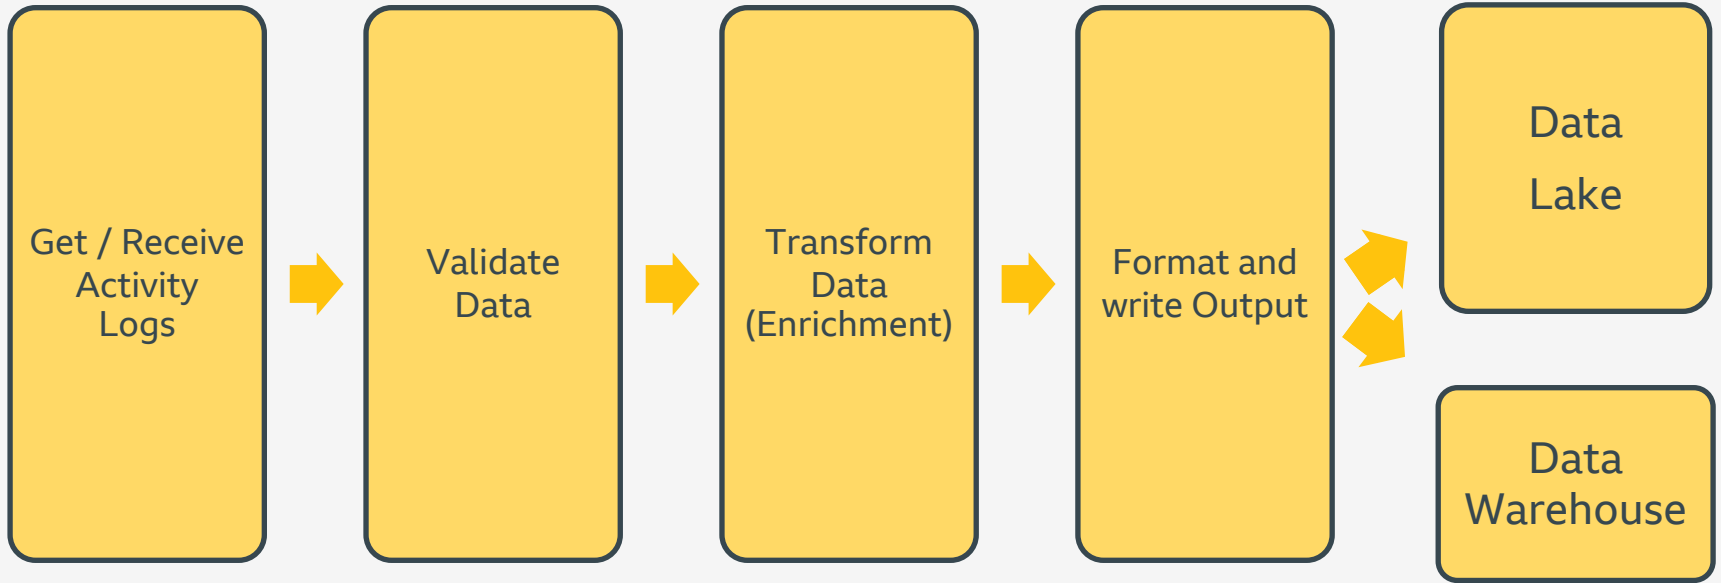 Get / Receive
Activity
Logs
Validate
Data
Transform
Data
(Enrichment)
Format and
write Output
Data
Lake
Data
Warehouse